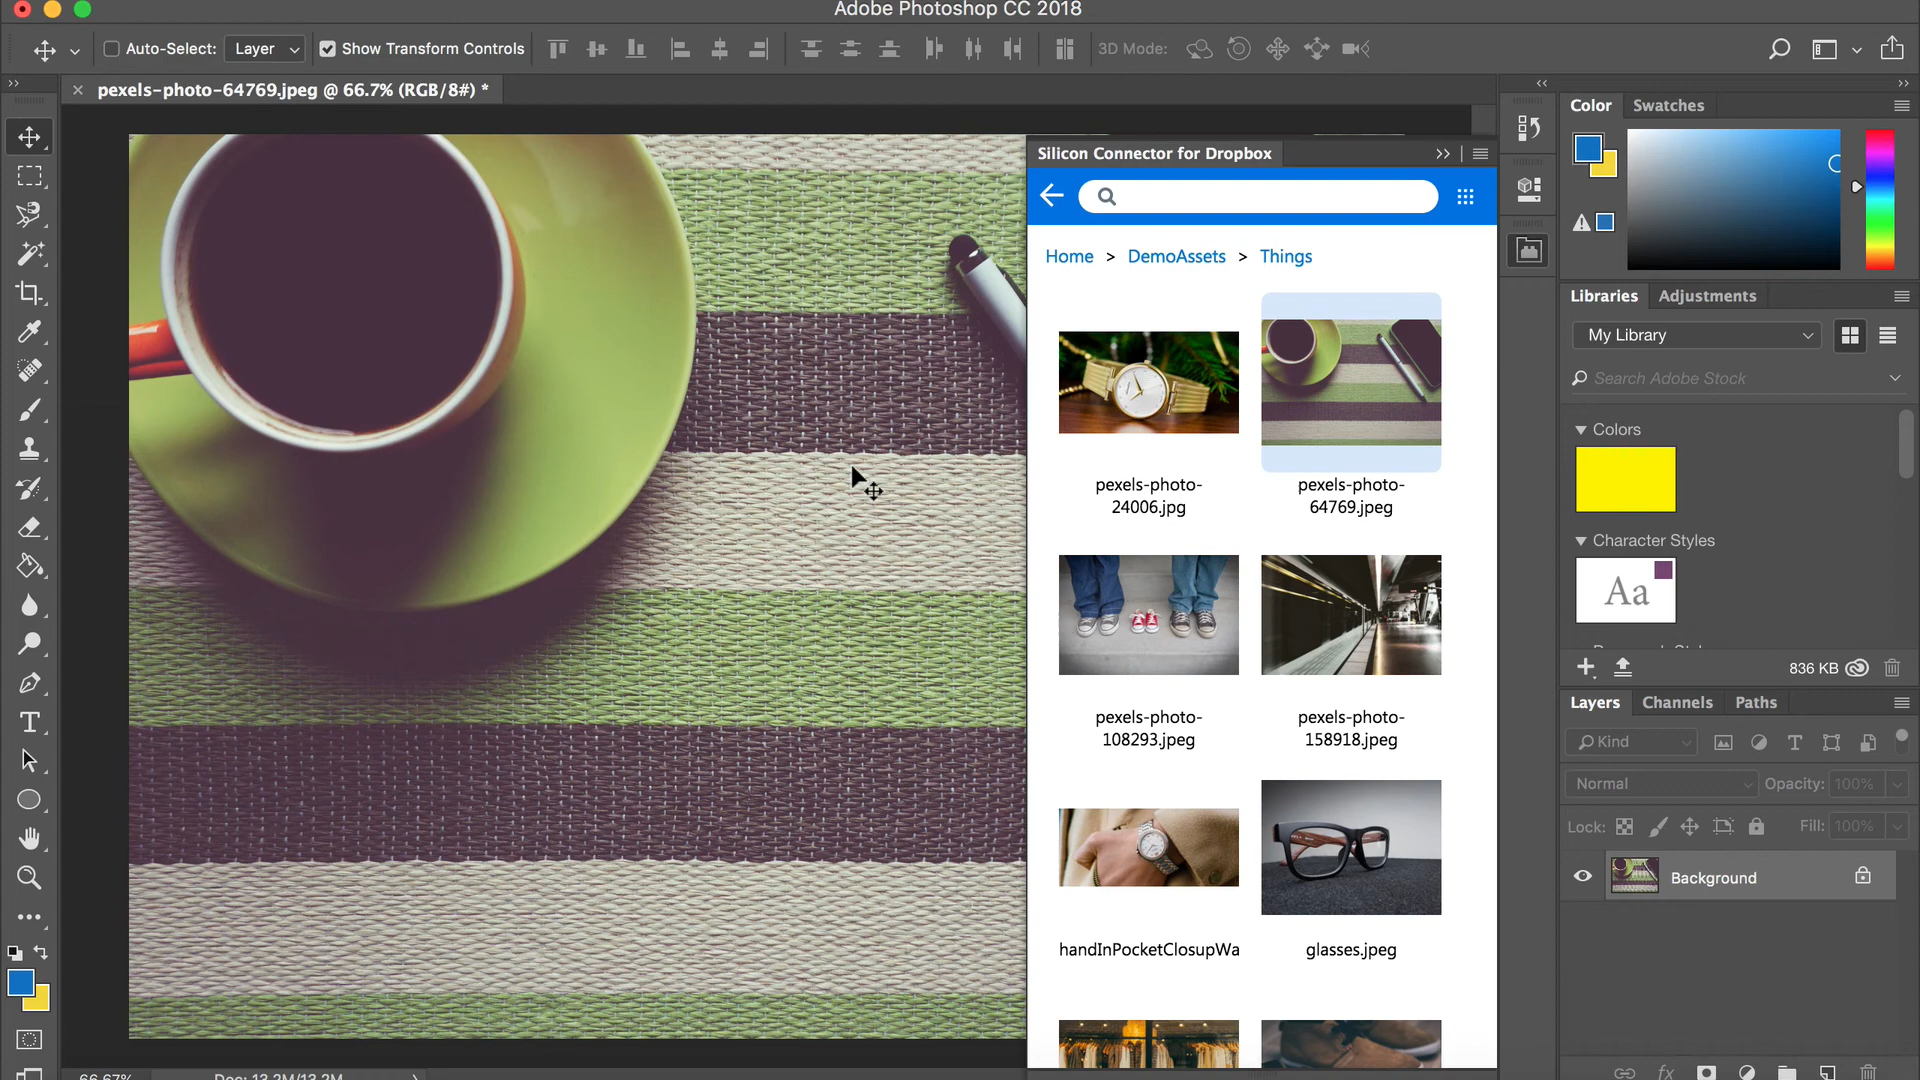 Adobe Photoshop CC 2018
Auto-Select: Layer Show Transform Controls 3D Mode:
pexels-photo-64769.jpeg @ 66.7% (RGB/8#) *
Silicon Connector for Dropbox
Home > DemoAssets > Things
pexels-photo-
24006.jpg
pexels-photo-
64769.jpeg
pexels-photo-
108293.jpeg
pexels-photo-
158918.jpeg
handInPocketClosupWa
glasses.jpeg
Color Swatches
Libraries Adjustments
My Library
Search Adobe Stock
Colors
Character Styles
Aa
836 KB
Layers Channels Paths
Kind
Normal Opacity: 100%
Lock: Fill: 100%
Background
fx
66.67% Doc: 13.2M/13.2M